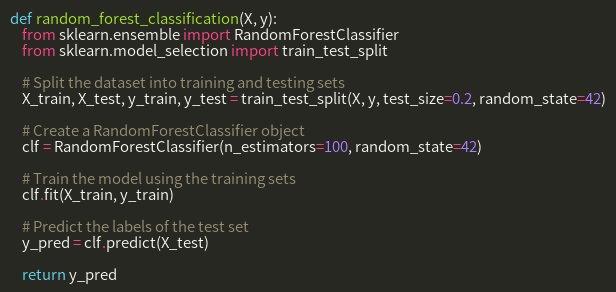 def random_forest_classification(X, y):
from sklearn.ensemble import RandomForestClassifier
from sklearn.model_selection import train_test_split
# Split the dataset into training and testing sets
X_train, X_test, y_train, y_test = train_test_split(X, y, test_size=0.2, random_state=42)
# Create a RandomForestClassifier object
clf = RandomForestClassifier(n_estimators=100, random_state=42)
# Train the model using the training sets
clf.fit(X_train, y_train)
# Predict the labels of the test set
y_pred = clf.predict(X_test)
return y_pred